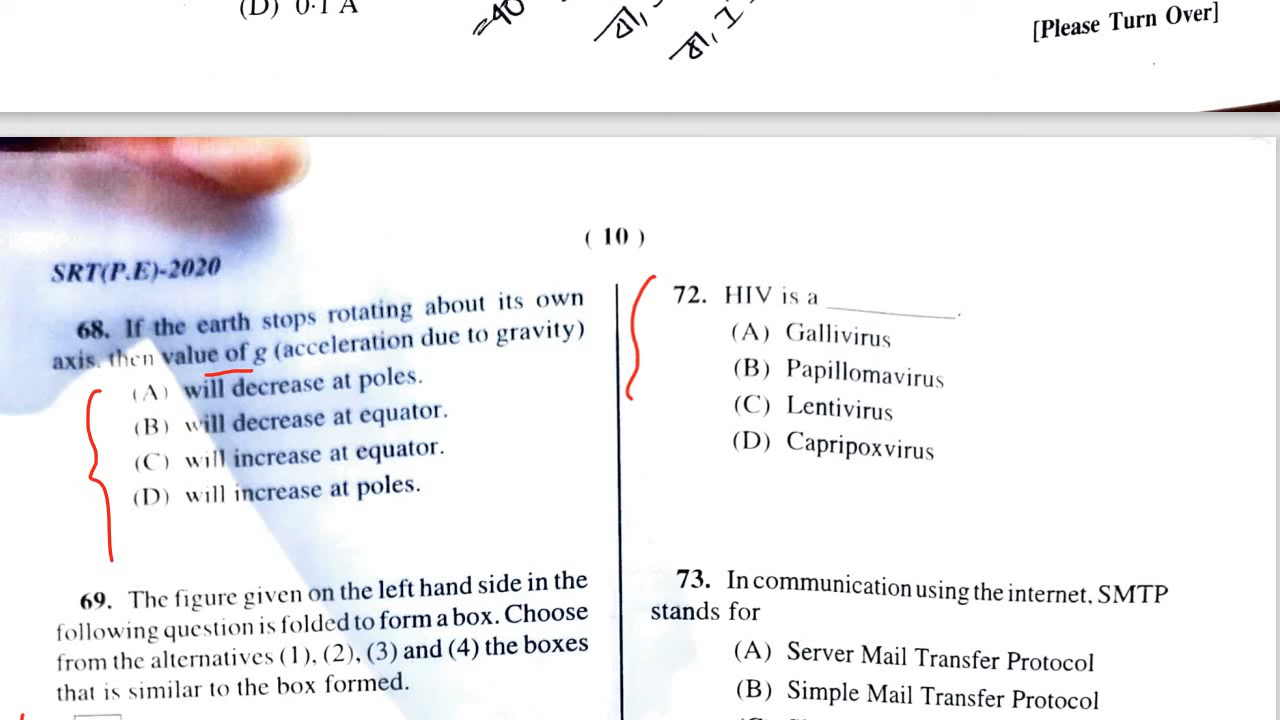 (D) 0·1 A
=40
[Please Turn Over]
( 10 )
SRT(P.E)-2020
68. If the earth stops rotating about its own
axis, then value of g (acceleration due to gravity)
(A) will decrease at poles.
(B) will decrease at equator.
(C) will increase at equator.
(D) will increase at poles.
69. The figure given on the left hand side in the
following question is folded to form a box. Choose
from the alternatives (1), (2), (3) and (4) the boxes
that is similar to the box formed.
72. HIV is a ____________.
(A) Gallivirus
(B) Papillomavirus
(C) Lentivirus
(D) Capripoxvirus
73. In communication using the internet, SMTP
stands for
(A) Server Mail Transfer Protocol
(B) Simple Mail Transfer Protocol